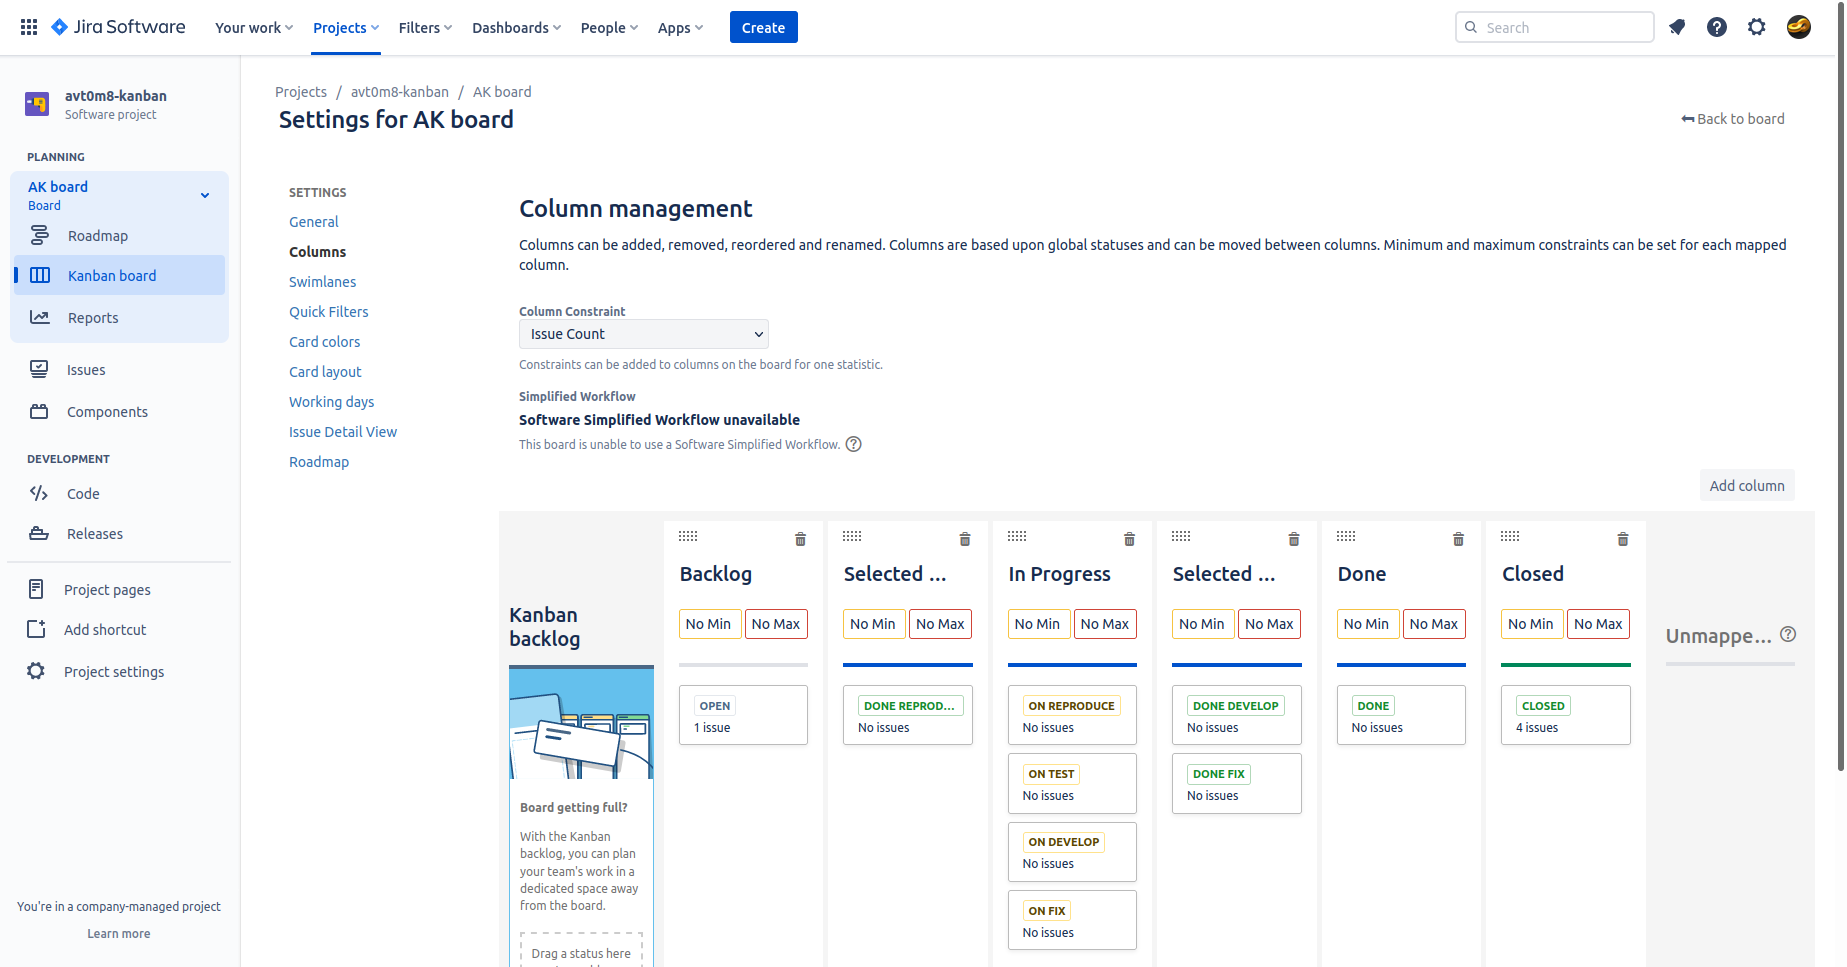 Jira Software
Your work
Projects
Filters
Dashboards
People
Apps
Create
Search
avt0m8-kanban
Software project
PLANNING
AK board
Board
Roadmap
Kanban board
Reports
Issues
Components
DEVELOPMENT
Code
Releases
Project pages
Add shortcut
Project settings
You're in a company-managed project
Learn more
Projects / avt0m8-kanban / AK board
Settings for AK board
Back to board
SETTINGS
General
Columns
Swimlanes
Quick Filters
Card colors
Card layout
Working days
Issue Detail View
Roadmap
Column management
Columns can be added, removed, reordered and renamed. Columns are based upon global statuses and can be moved between columns. Minimum and maximum constraints can be set for each mapped
column.
Column Constraint
Issue Count
Constraints can be added to columns on the board for one statistic.
Simplified Workflow
Software Simplified Workflow unavailable
This board is unable to use a Software Simplified Workflow.
Add column
Kanban
backlog
Board getting full?
With the Kanban
backlog, you can plan
your team's work in a
dedicated space away
from the board.
Drag a status here
Backlog
No Min No Max
OPEN
1 issue
Selected ...
No Min No Max
DONE REPROD...
No issues
In Progress
No Min No Max
ON REPRODUCE
No issues
ON TEST
No issues
ON DEVELOP
No issues
ON FIX
No issues
Selected ...
No Min No Max
DONE DEVELOP
No issues
DONE FIX
No issues
Done
No Min No Max
DONE
No issues
Closed
No Min No Max
CLOSED
4 issues
Unmappe...